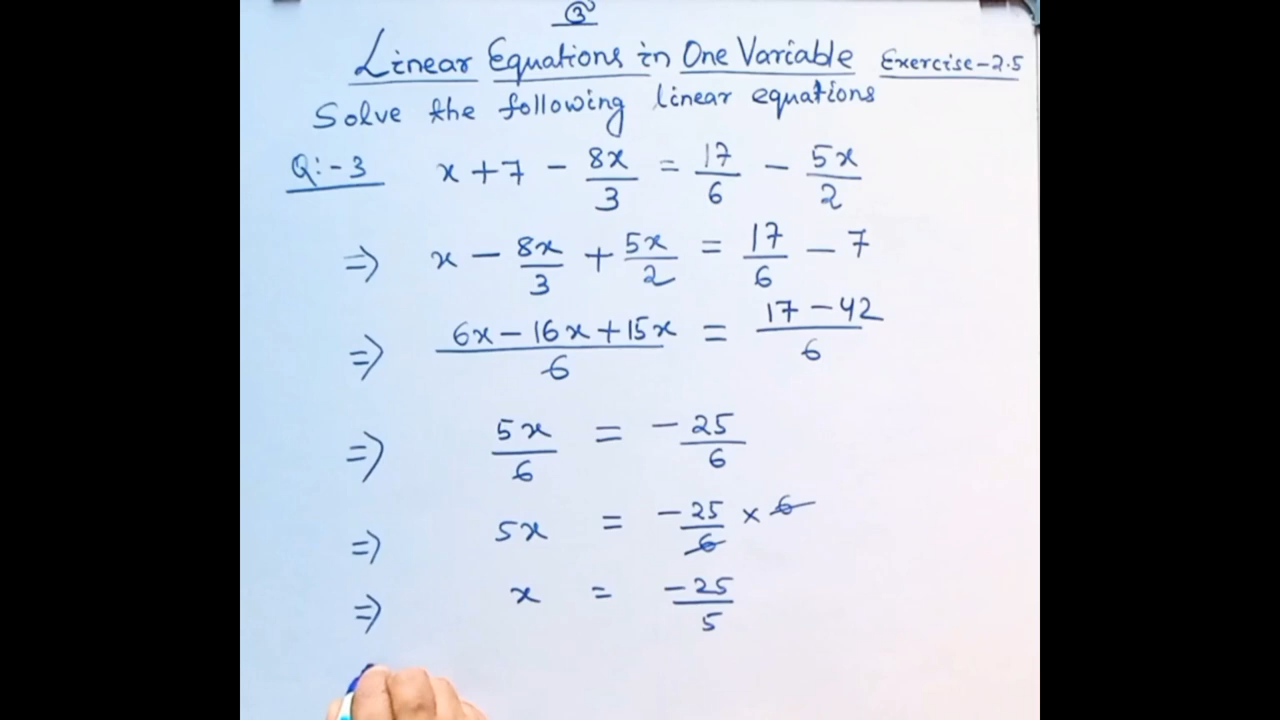 3
Linear Equations in One Variable Exercise-2.5
Solve the following linear equations
Q:-3 x + 7 - 8x/3 = 17/6 - 5x/2
=> x - 8x/3 + 5x/2 = 17/6 - 7
=> 6x - 16x + 15x/6 = 17 - 42/6
=> 5x/6 = -25/6
=> 5x = -25/6 × 6
=> x = -25/5